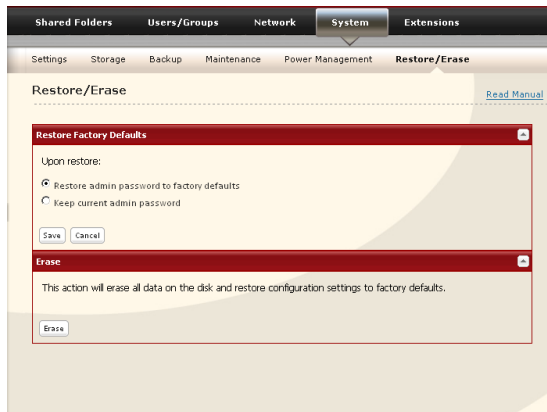 Shared Folders Users/Groups Network System Extensions
Settings Storage Backup Maintenance Power Management Restore/Erase
Restore/Erase
Read Manual
Restore Factory Defaults
Upon restore:
Restore admin password to factory defaults
Keep current admin password
Save Cancel
Erase
This action will erase all data on the disk and restore configuration settings to factory defaults.
Erase